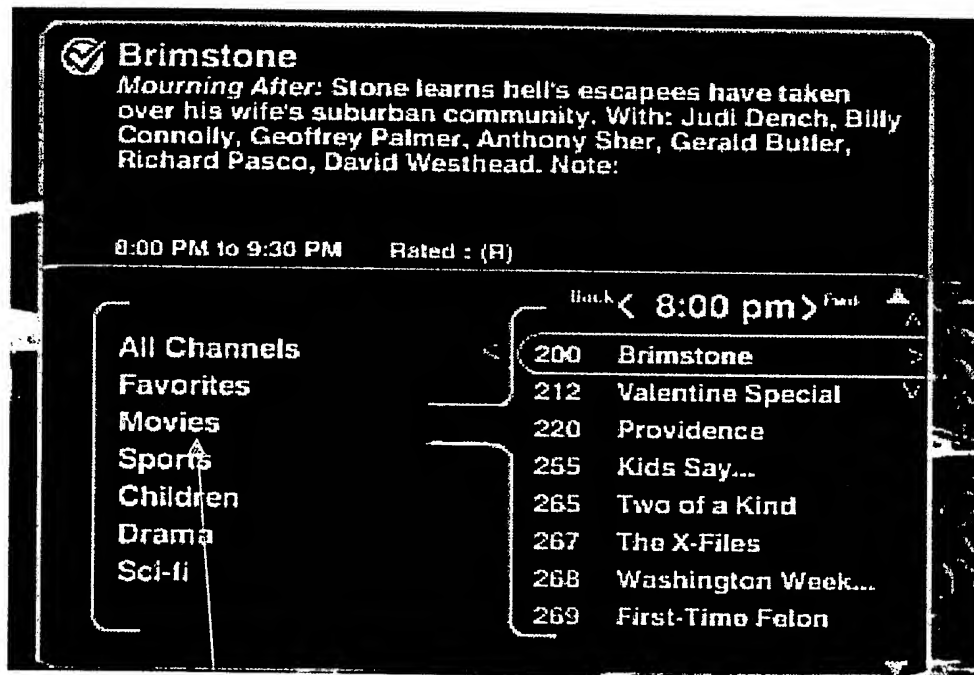 Brimstone
Mourning After: Stone learns hell's escapees have taken
over his wife's suburban community. With: Judi Dench, Billy
Connolly, Geoffrey Palmer, Anthony Sher, Gerald Butler,
Richard Pasco, David Westhead. Note:
8:00 PM to 9:30 PM Rated : (R)
Back < 8:00 pm > Fwd
All Channels
Favorites
Movies
Sports
Children
Drama
Sci-fi
200 Brimstone >
212 Valentine Special
220 Providence
255 Kids Say...
265 Two of a Kind
267 The X-Files
268 Washington Week...
269 First-Time Felon